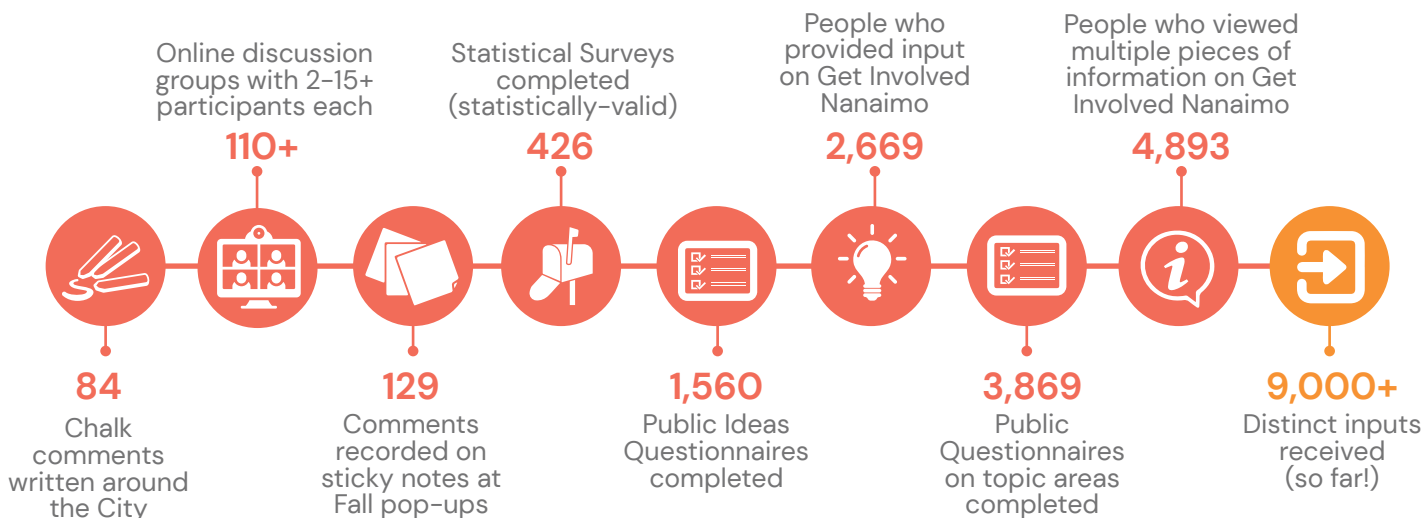 Online discussion
groups with 2-15+
participants each
110+
Statistical Surveys
completed
(statistically-valid)
426
People who
provided input
on Get Involved
Nanaimo
2,669
People who viewed
multiple pieces of
information on Get
Involved Nanaimo
4,893
84
Chalk
comments
written around
the City
129
Comments
recorded on
sticky notes at
Fall pop-ups
1,560
Public Ideas
Questionnaires
completed
3,869
Public
Questionnaires
on topic areas
completed
9,000+
Distinct inputs
received
(so far!)